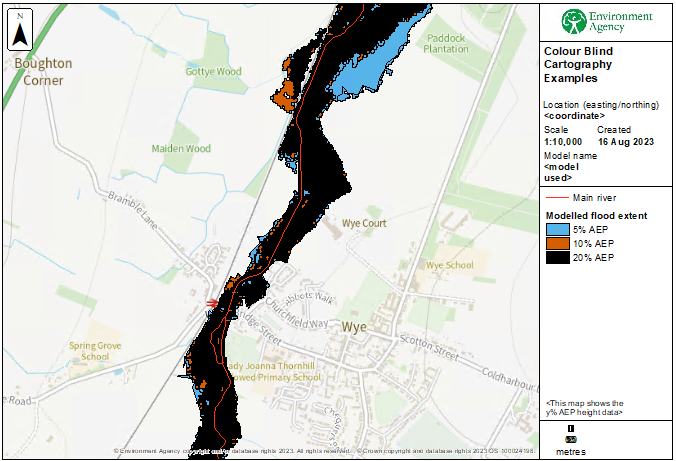 N
Boughton
Corner
Gottye Wood
Paddock
Plantation
Maiden Wood
Bramble Lane
Wye Court
Wye School
Abbots Walk
Churchfield Way
Bridge Street
Wye
Scotton Street
Spring Grove
School
Lady Joanna Thornhill
Endowed Primary School
Coldharbour L
e Road
© Environment Agency copyright and/or database rights 2023. All rights reserved. © Crown copyright and database rights 2023 OS 100024198.
Environment
Agency
Colour Blind
Cartography
Examples
Location (easting/northing)
<coordinate>
Scale Created
1:10,000 16 Aug 2023
Model name
<model
used>
Main river
Modelled flood extent
5% AEP
10% AEP
20% AEP
<This map shows the
y% AEP height data>
metres